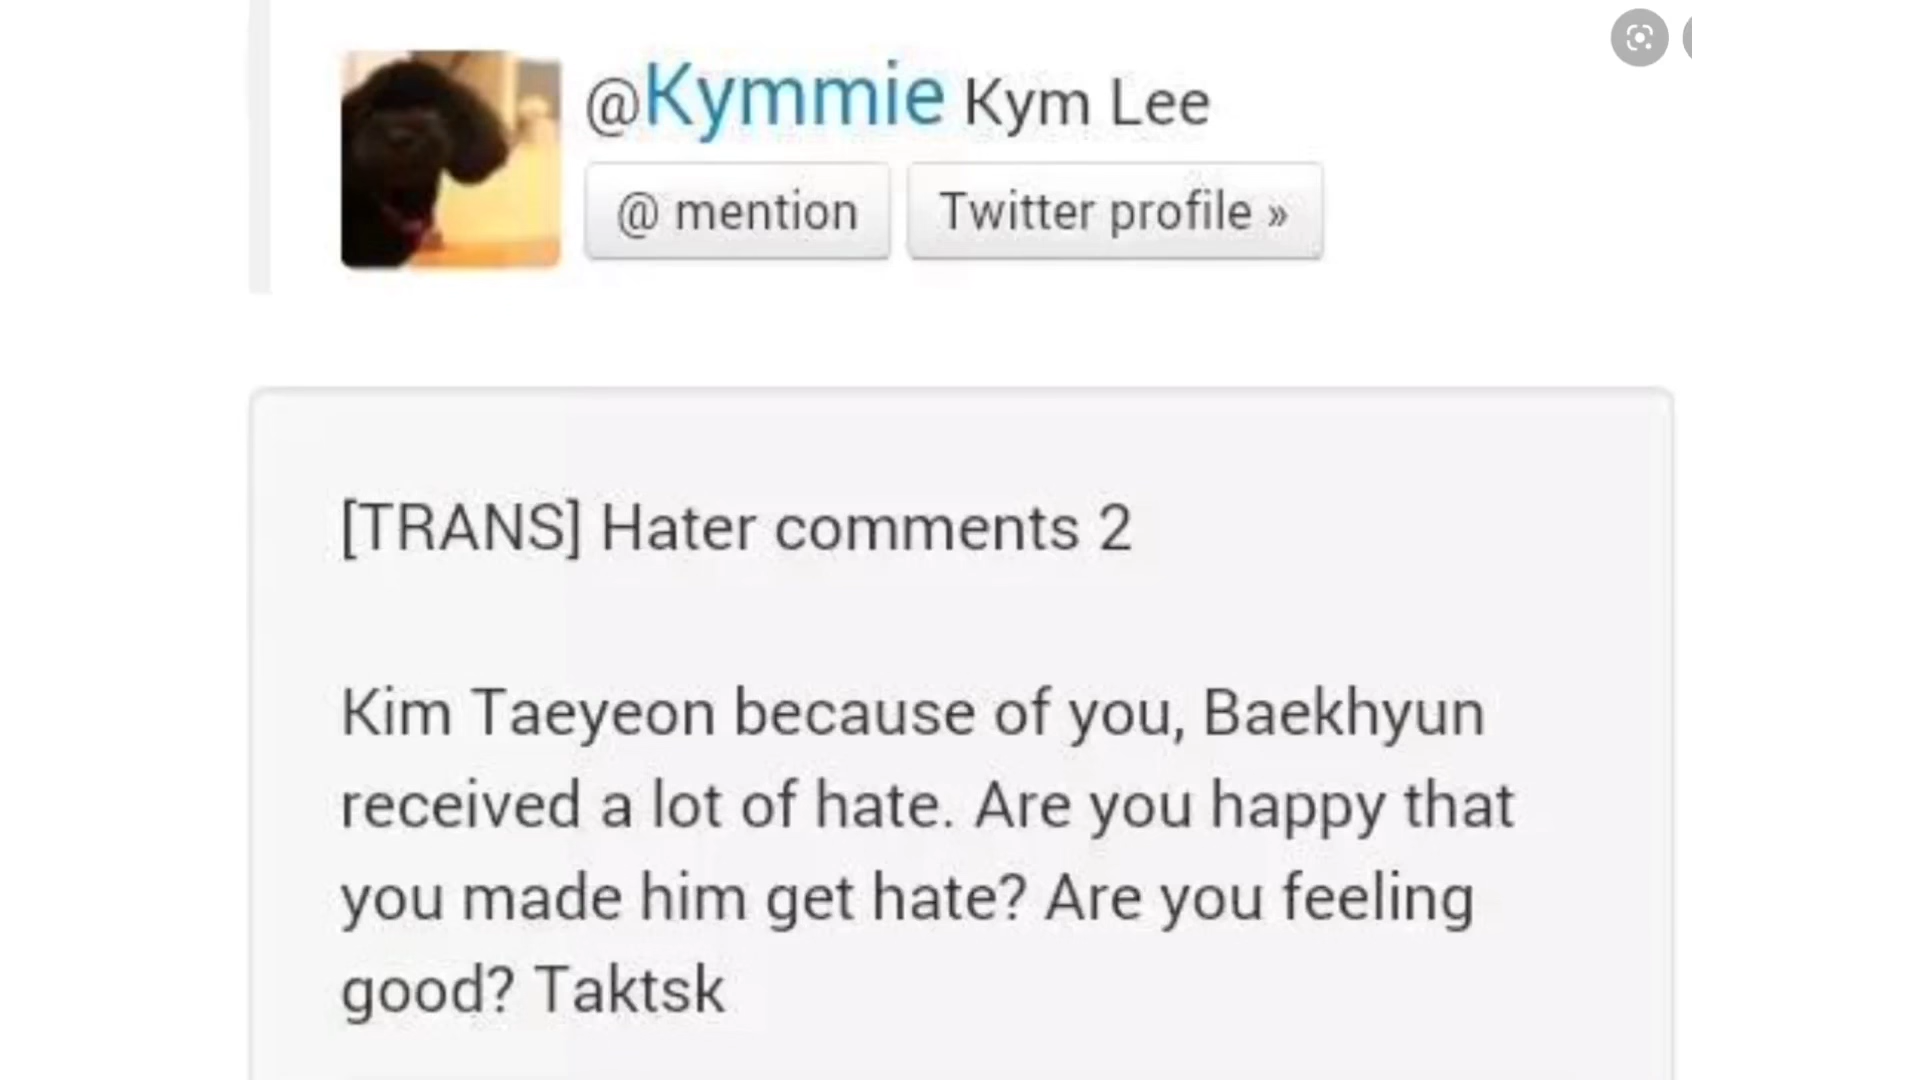 @Kymmie Kym Lee
@ mention
Twitter profile »
[TRANS] Hater comments 2
Kim Taeyeon because of you, Baekhyun
received a lot of hate. Are you happy that
you made him get hate? Are you feeling
good? Taktsk